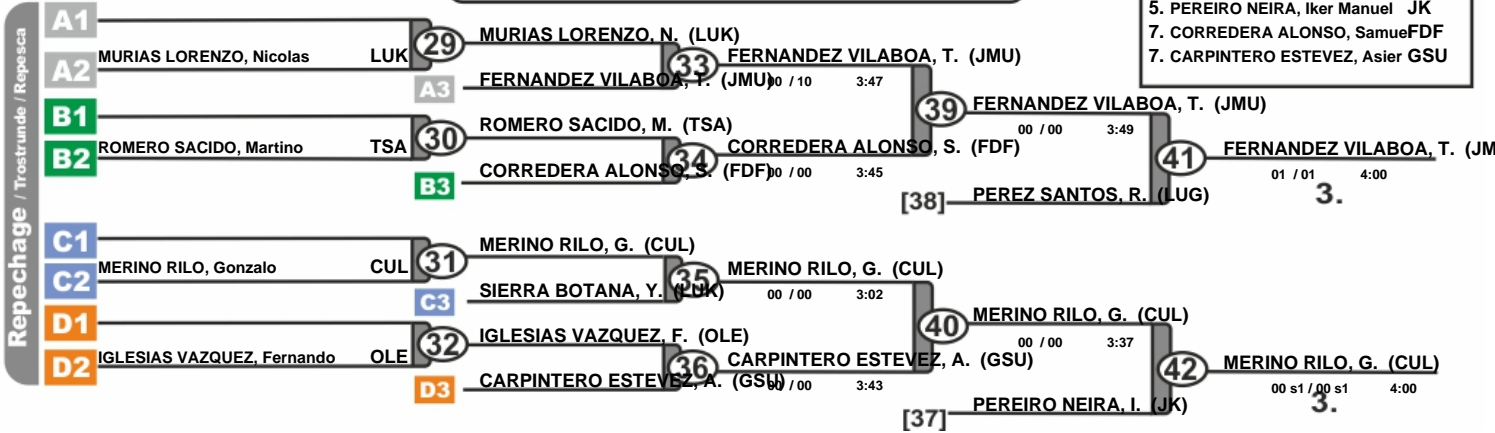 5. PEREIRO NEIRA, Iker Manuel JK
7. CORREDERA ALONSO, SamueFDF
7. CARPINTERO ESTEVEZ, Asier GSU
Repechage / Trostrunde / Repesca
A1
MURIAS LORENZO, Nicolas LUK
A2
29
MURIAS LORENZO, N. (LUK)
A3
FERNANDEZ VILABOA, T. (JMU)
33
FERNANDEZ VILABOA, T. (JMU)
00 / 10 3:47
B1
ROMERO SACIDO, Martino TSA
B2
30
ROMERO SACIDO, M. (TSA)
B3
CORREDERA ALONSO, S. (FDF)
34
CORREDERA ALONSO, S. (FDF)
00 / 00 3:45
39
FERNANDEZ VILABOA, T. (JMU)
00 / 00 3:49
[38]
PEREZ SANTOS, R. (LUG)
41
FERNANDEZ VILABOA, T. (JM
01 / 01 4:00
3.
C1
MERINO RILO, Gonzalo CUL
C2
31
MERINO RILO, G. (CUL)
C3
SIERRA BOTANA, Y. (LUK)
35
MERINO RILO, G. (CUL)
00 / 00 3:02
D1
IGLESIAS VAZQUEZ, Fernando OLE
D2
32
IGLESIAS VAZQUEZ, F. (OLE)
D3
CARPINTERO ESTEVEZ, A. (GSU)
36
CARPINTERO ESTEVEZ, A. (GSU)
00 / 00 3:43
40
MERINO RILO, G. (CUL)
00 / 00 3:37
[37]
PEREIRO NEIRA, I. (JK)
42
MERINO RILO, G. (CUL)
00 s1 / 00 s1 4:00
3.